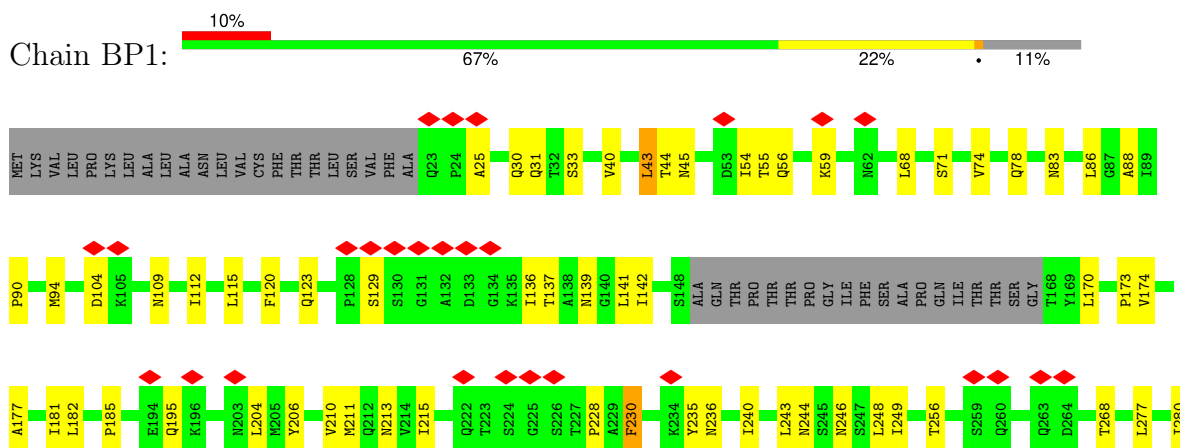 10%
Chain BP1:
67% 22% • 11%
MET LYS VAL LEU PRO LYS LEU ALA LEU LEU ALA ASN LEU VAL CYS PHE THR THR LEU SER VAL PHE ALA Q23 P24 A25 Q30 Q31 T32 S33 V40 L43 T44 N45 D53 I54 T55 Q56 K59 N62 L68 S71 V74 Q78 N83 L86 G87 A88 I89
P90 M94 D104 K105 N109 I112 L115 F120 Q123 P128 S129 S130 G131 A132 D133 G134 K135 I136 T137 A138 N139 G140 L141 I142 S148 ALA GLN THR PRO THR THR PRO GLY ILE PHE SER ALA PRO GLN ILE THR THR SER GLY T168 Y169 L170 P173 V174
A177 I181 L182 P185 E194 Q195 K196 N203 L204 M205 Y206 V210 M211 Q212 N213 V214 I215 Q222 T223 S224 G225 S226 T227 P228 A229 F230 K234 Y235 N236 I240 L243 N244 S245 N246 S247 L248 I249 T256 S259 Q260 Q263 D264 T268 L277 I280